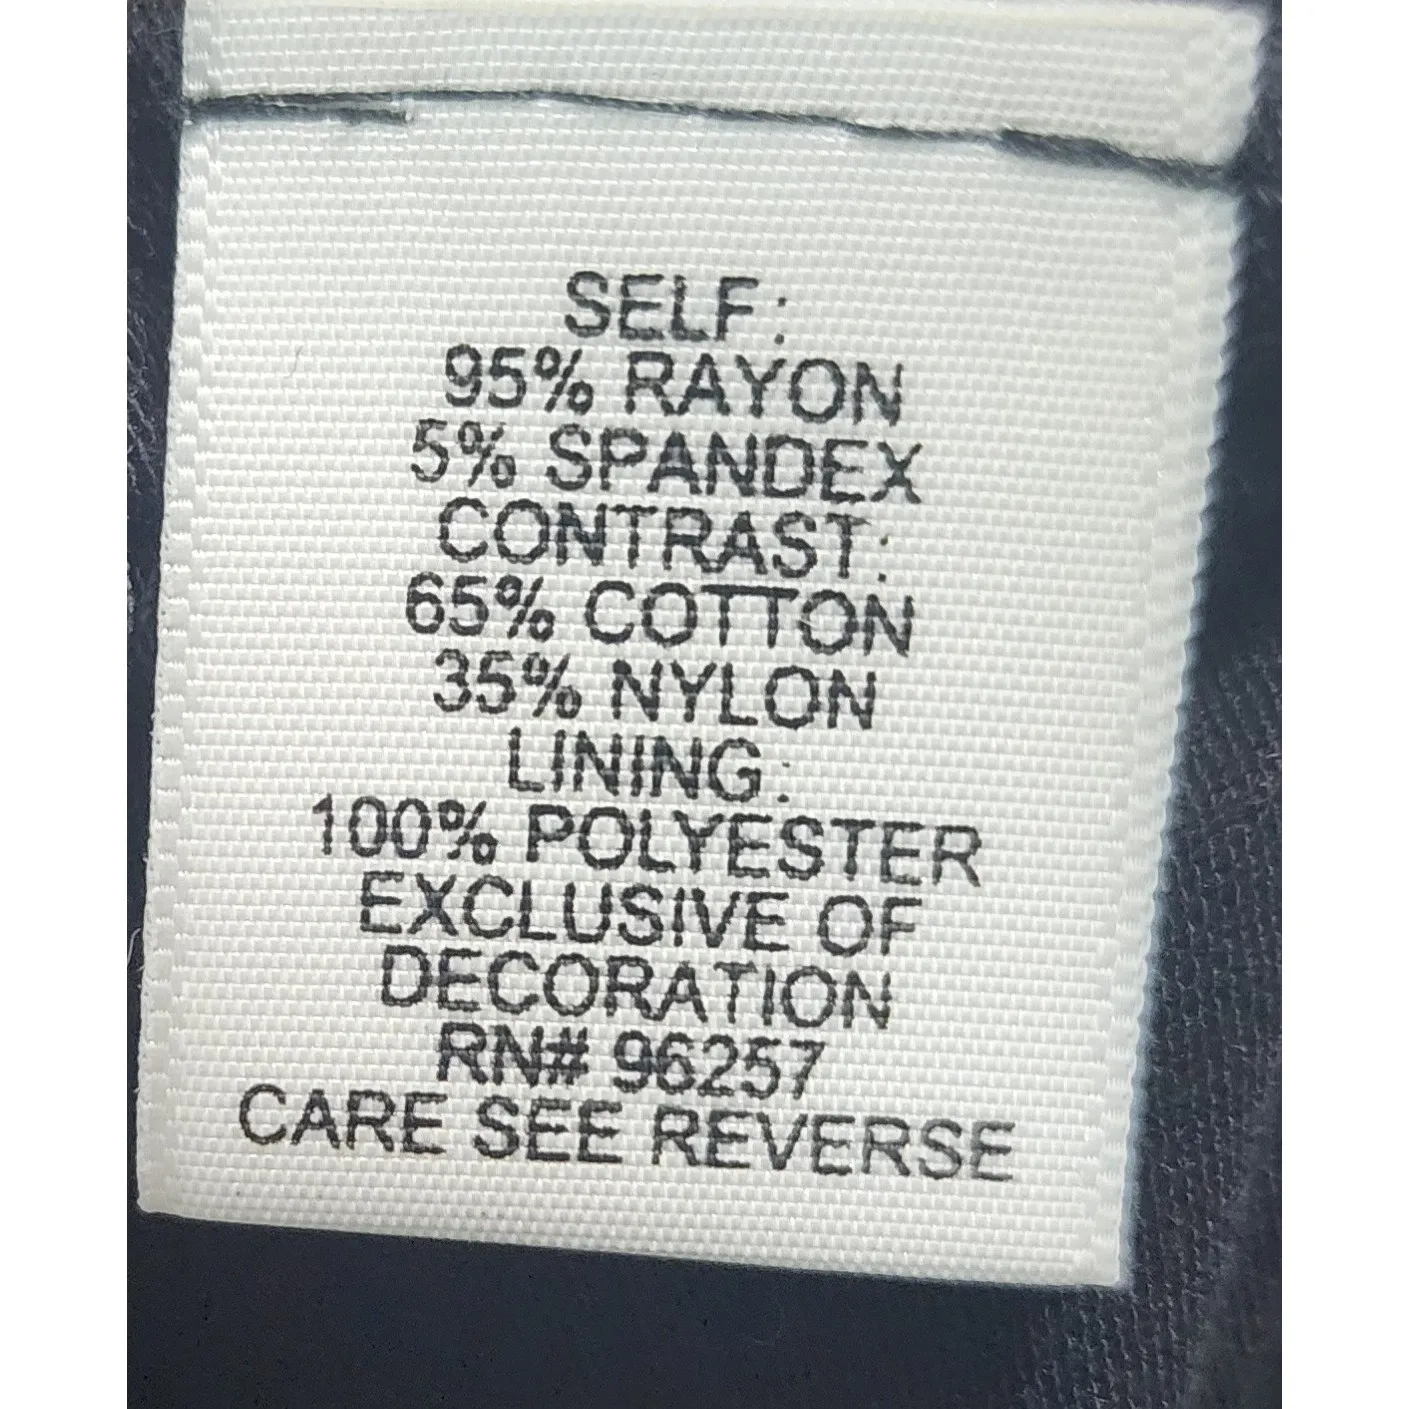 SELF:
95% RAYON
5% SPANDEX
CONTRAST:
65% COTTON
35% NYLON
LINING:
100% POLYESTER
EXCLUSIVE OF
DECORATION
RN# 96257
CARE SEE REVERSE